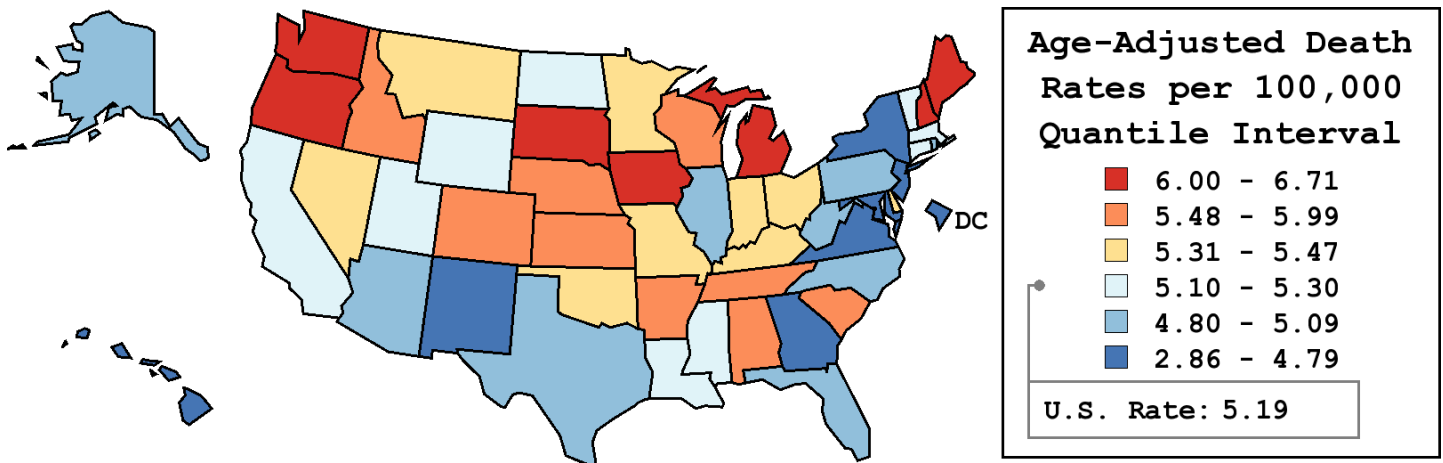 Age-Adjusted Death
Rates per 100,000
Quantile Interval
6.00 - 6.71
5.48 - 5.99
5.31 - 5.47
5.10 - 5.30
4.80 - 5.09
2.86 - 4.79
U.S. Rate: 5.19
DC